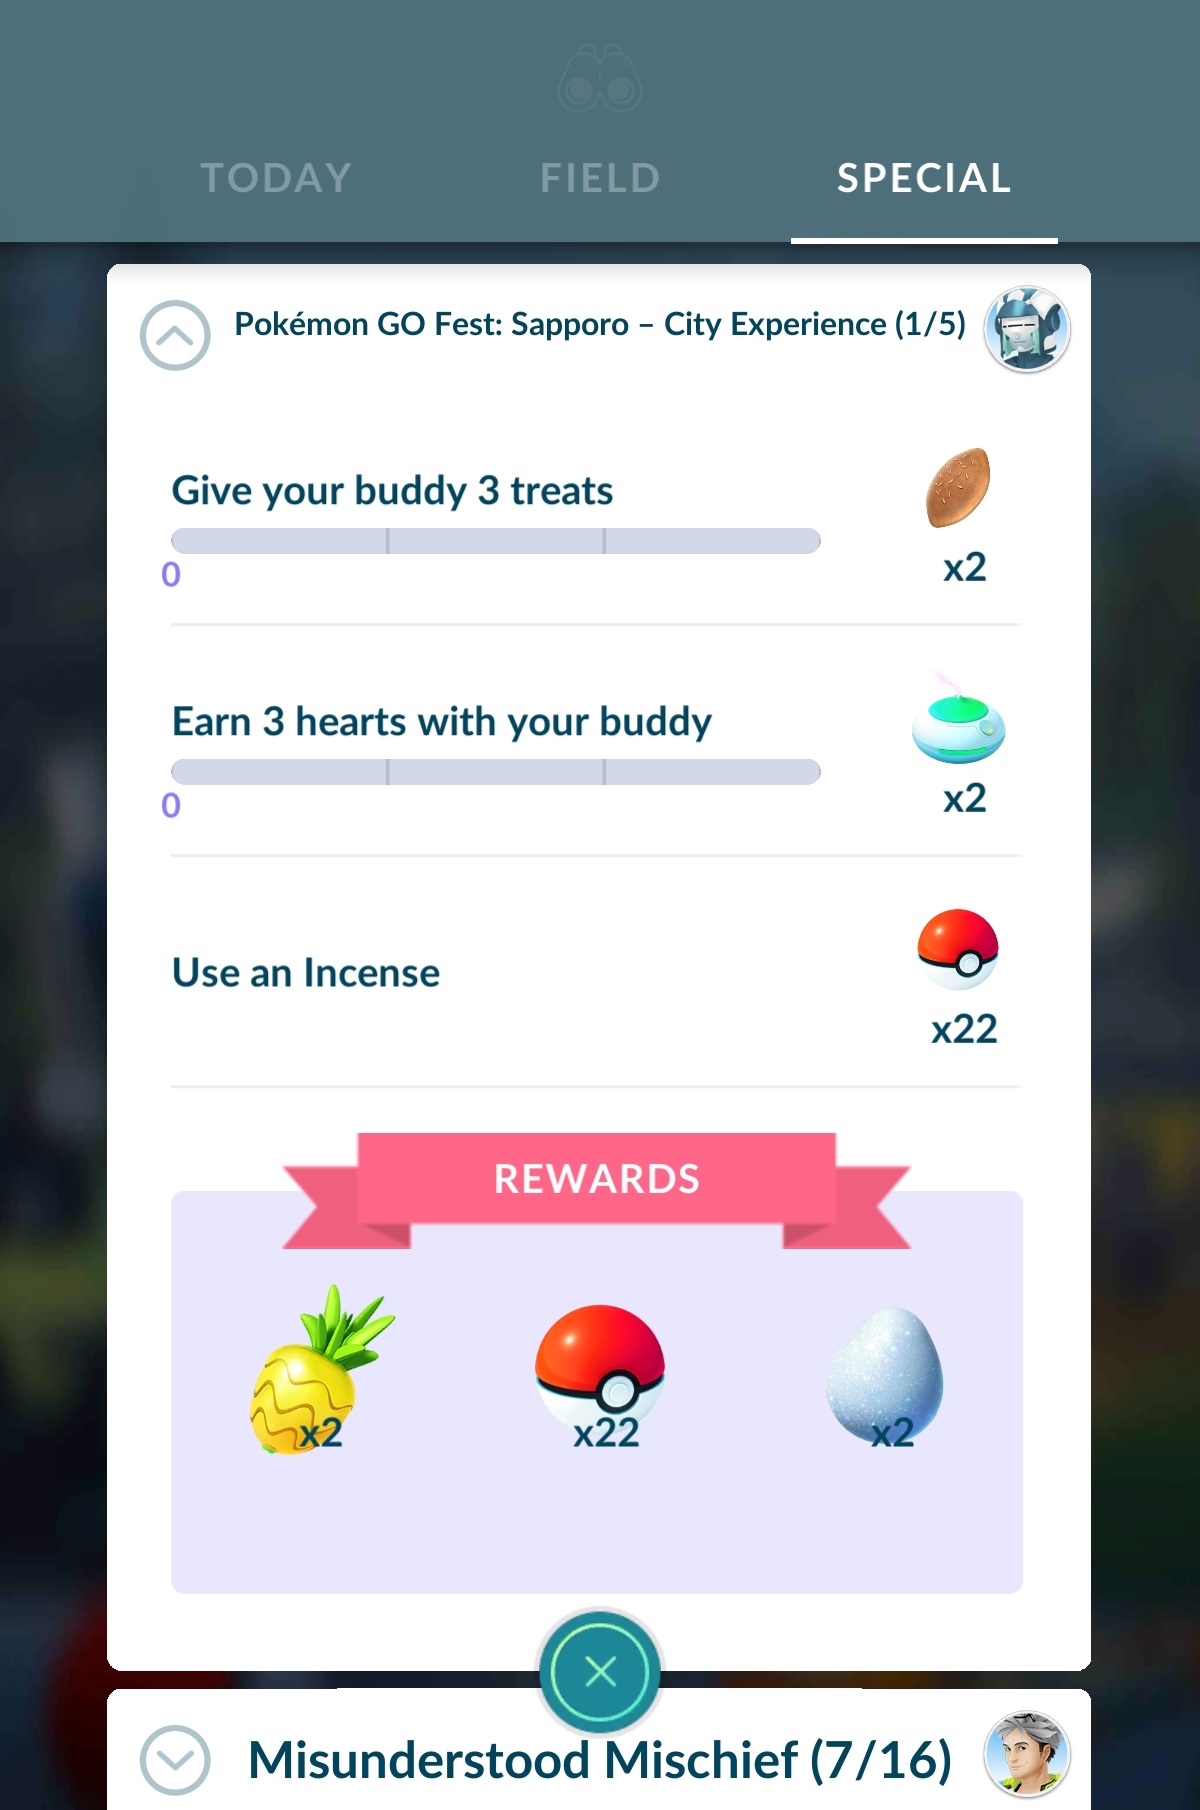 TODAY FIELD SPECIAL
Pokémon GO Fest: Sapporo – City Experience (1/5)
Give your buddy 3 treats
0
x2
Earn 3 hearts with your buddy
0
x2
Use an Incense
x22
REWARDS
x2 x22 x2
Misunderstood Mischief (7/16)